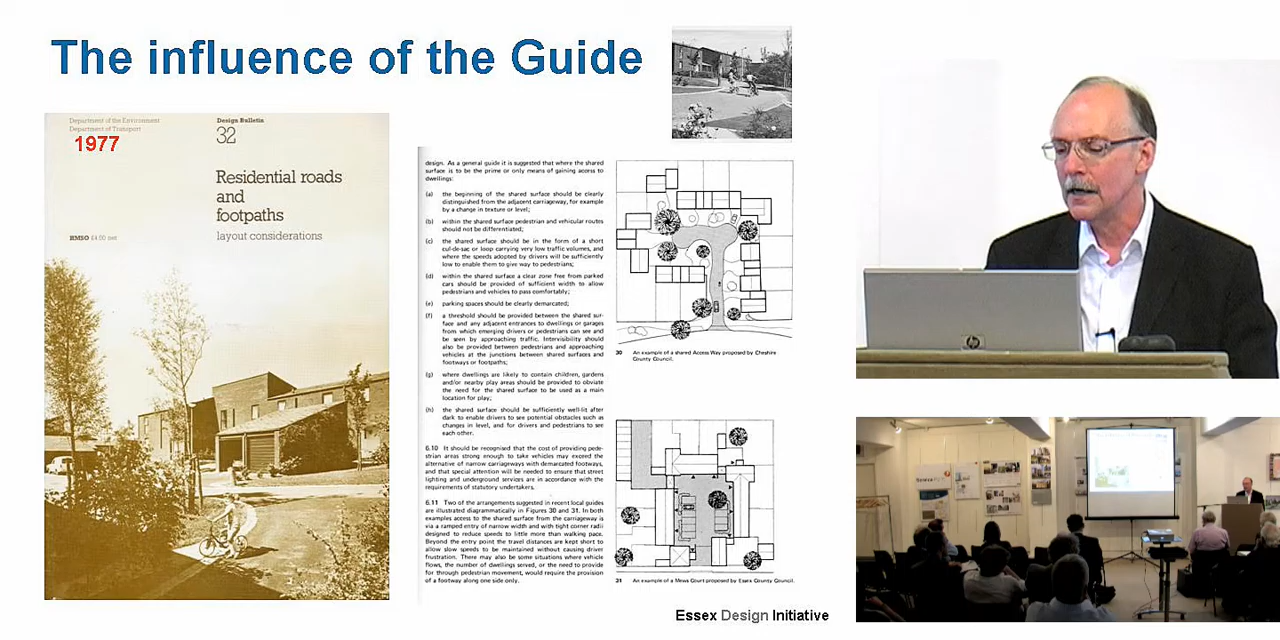 The influence of the Guide
Department of the Environment
Department of Transport
1977
Design Bulletin
32
Residential roads
and
footpaths
layout considerations
HMSO £4.00 net
design. As a general guide it is suggested that where the shared
surface is to be the prime or only means of gaining access to
dwellings:
(a) the beginning of the shared surface should be clearly
distinguished from the adjacent carriageway, for example
by a change in texture or level;
(b) within the shared surface pedestrian and vehicular routes
should not be differentiated;
(c) the shared surface should be in the form of a short
cul-de-sac or loop carrying very low traffic volumes, and
where the speeds adopted by drivers will be sufficiently
low to enable them to give way to pedestrians;
(d) within the shared surface a clear zone free from parked
cars should be provided of sufficient width to allow
pedestrians and vehicles to pass comfortably;
(e) parking spaces should be clearly demarcated;
(f) a threshold should be provided between the shared sur-
face and any adjacent entrances to dwellings or garages
from which emerging drivers or pedestrians can see and
be seen by approaching traffic. Intervisibility should
also be provided between pedestrians and approaching
vehicles at the junctions between shared surfaces and
footways or footpaths;
(g) where dwellings are likely to contain children, gardens
and/or nearby play areas should be provided to obviate
the need for the shared surface to be used as a main
location for play;
(h) the shared surface should be sufficiently well-lit after
dark to enable drivers to see potential obstacles such as
changes in level, and for drivers and pedestrians to see
each other.
6.10 It should be recognised that the cost of providing pede-
strian areas strong enough to take vehicles may exceed the
alternative of narrow carriageways with demarcated footways,
and that special attention will be needed to ensure that street
lighting and underground services are in accordance with the
requirements of statutory undertakers.
6.11 Two of the arrangements suggested in recent local guides
are illustrated diagrammatically in Figures 30 and 31. In both
examples access to the shared surface from the carriageway is
via a ramped entry of narrow width and with tight corner radii
designed to reduce speeds to little more than walking pace.
Beyond the entry point the travel distances are kept short to
allow slow speeds to be maintained without causing driver
frustration. There may also be some situations where vehicle
flows, the number of dwellings served, or the need to provide
for through pedestrian movement, would require the provision
of a footway along one side only.
30 An example of a shared Access Way proposed by Cheshire
County Council.
31 An example of a Mews Court proposed by Essex County Council.
Essex Design Initiative
hp